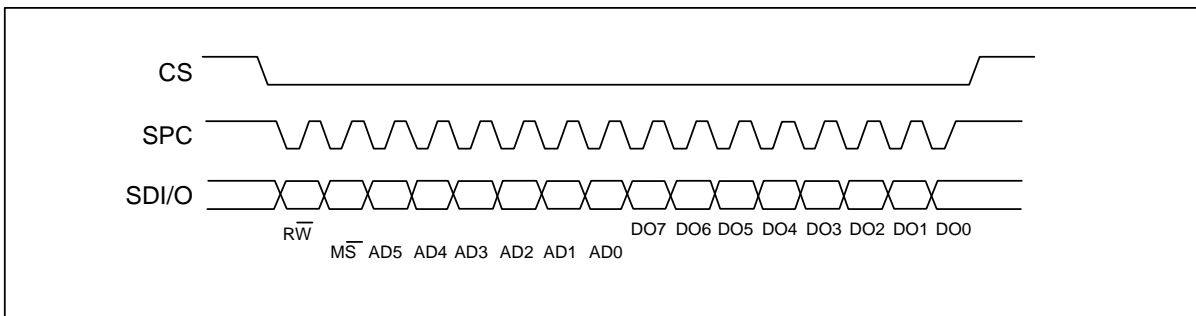 CS
SPC
SDI/O
RW̅
DO7 DO6 DO5 DO4 DO3 DO2 DO1 DO0
MS̅ AD5 AD4 AD3 AD2 AD1 AD0